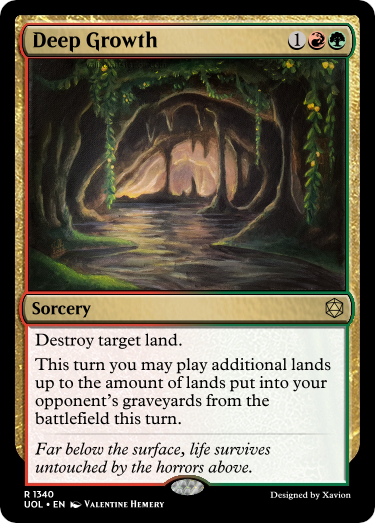 Deep Growth
1
Sorcery
Destroy target land.
This turn you may play additional lands
up to the amount of lands put into your
opponent's graveyards from the
battlefield this turn.
Far below the surface, life survives
untouched by the horrors above.
R 1340
UOL • EN Valentine Hemery
Designed by Xavion